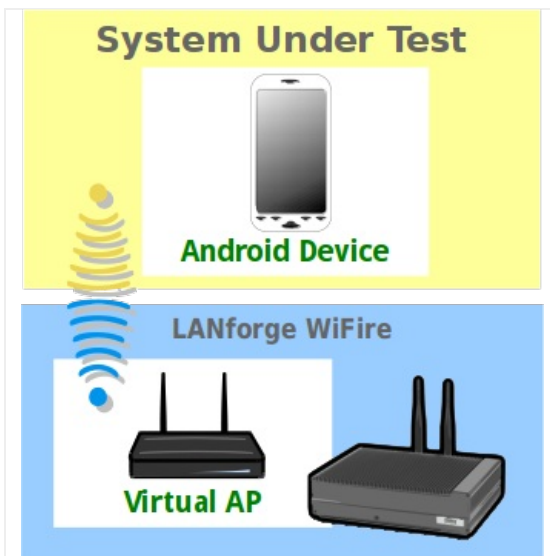 System Under Test
Android Device
LANforge WiFire
Virtual AP